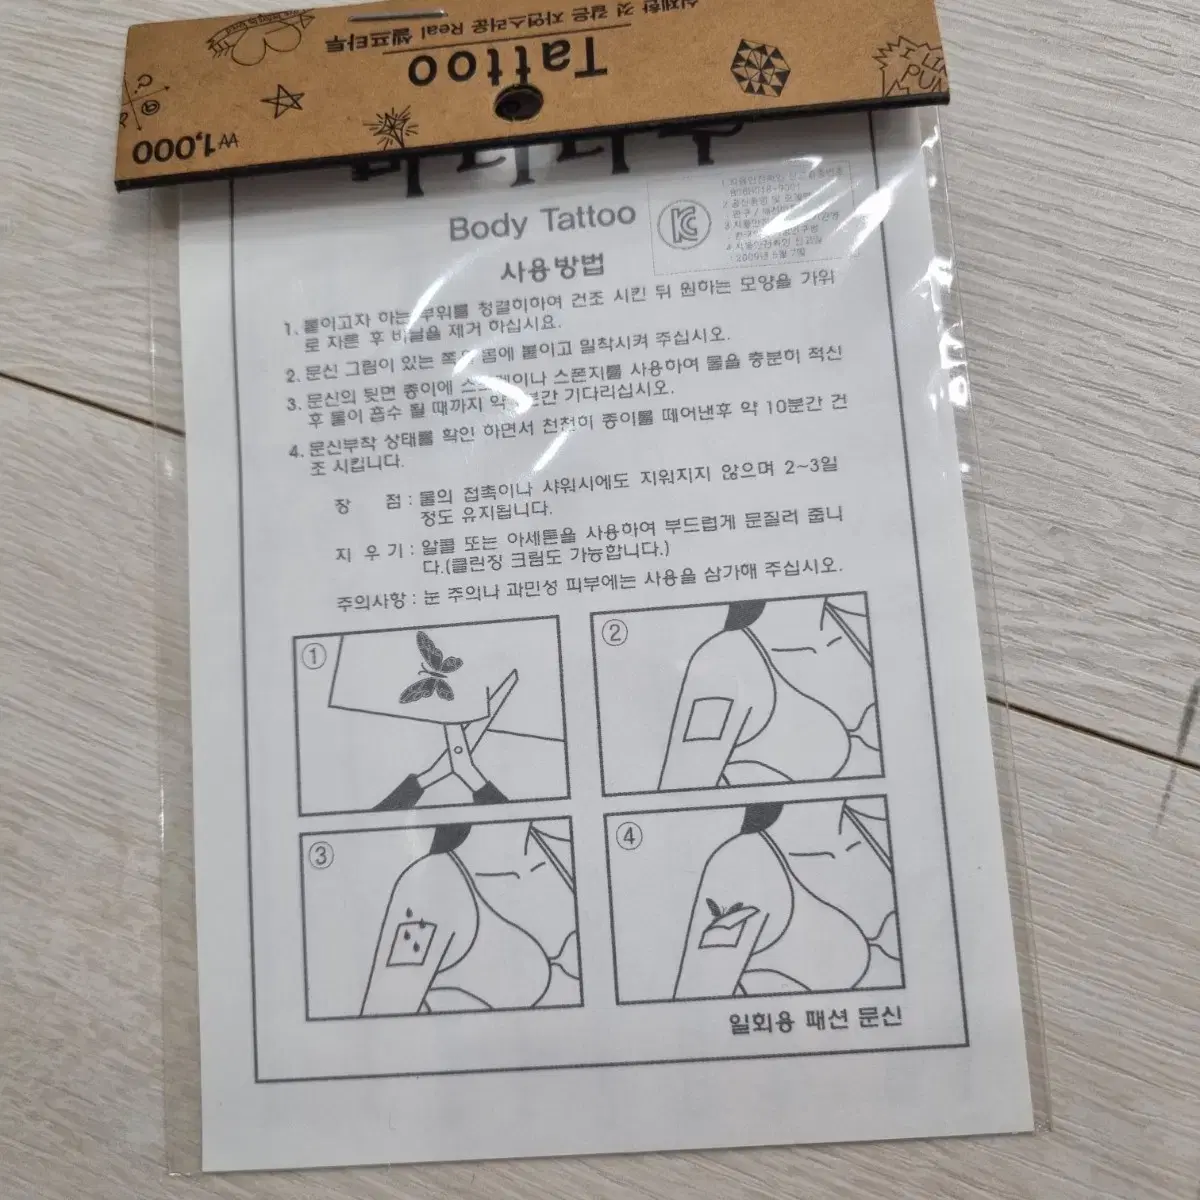 실제한 것 같은 자연스러운 Real 셀프타투
Tattoo
₩1,000
Body Tattoo
사용방법
1. 붙이고자 하는 부위를 청결히하여 건조 시킨 뒤 원하는 모양을 가위
로 자른 후 비닐을 제거 하십시요.
2. 문신 그림이 있는 쪽 몸에 붙이고 밀착시켜 주십시오.
3. 문신의 뒷면 종이에 스프레이나 스폰지를 사용하여 물을 충분히 적신
후 물이 흡수 될 때까지 약 분간 기다리십시오.
4. 문신부착 상태를 확인 하면서 천천히 종이를 떼어낸후 약 10분간 건
조 시킵니다.
장 점 : 물의 접촉이나 샤워시에도 지워지지 않으며 2~3일
정도 유지됩니다.
지 우 기 : 알콜 또는 아세톤을 사용하여 부드럽게 문질러 줍니
다.(클린징 크림도 가능합니다.)
주의사항 : 눈 주의나 과민성 피부에는 사용을 삼가해 주십시오.
①
②
③
④
일회용 패션 문신